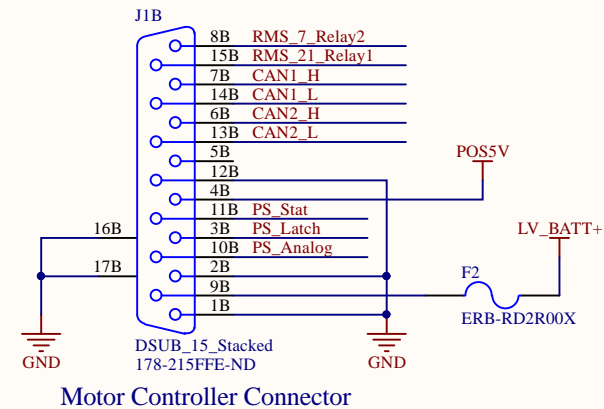 J1B
8B RMS_7_Relay2
15B RMS_21_Relay1
7B CAN1_H
14B CAN1_L
6B CAN2_H
13B CAN2_L
5B
12B
4B
11B PS_Stat
3B PS_Latch
10B PS_Analog
2B
9B
1B
16B
17B
GND
POS5V
LV_BATT+
F2
ERB-RD2R00X
GND
DSUB_15_Stacked
178-215FFE-ND
Motor Controller Connector